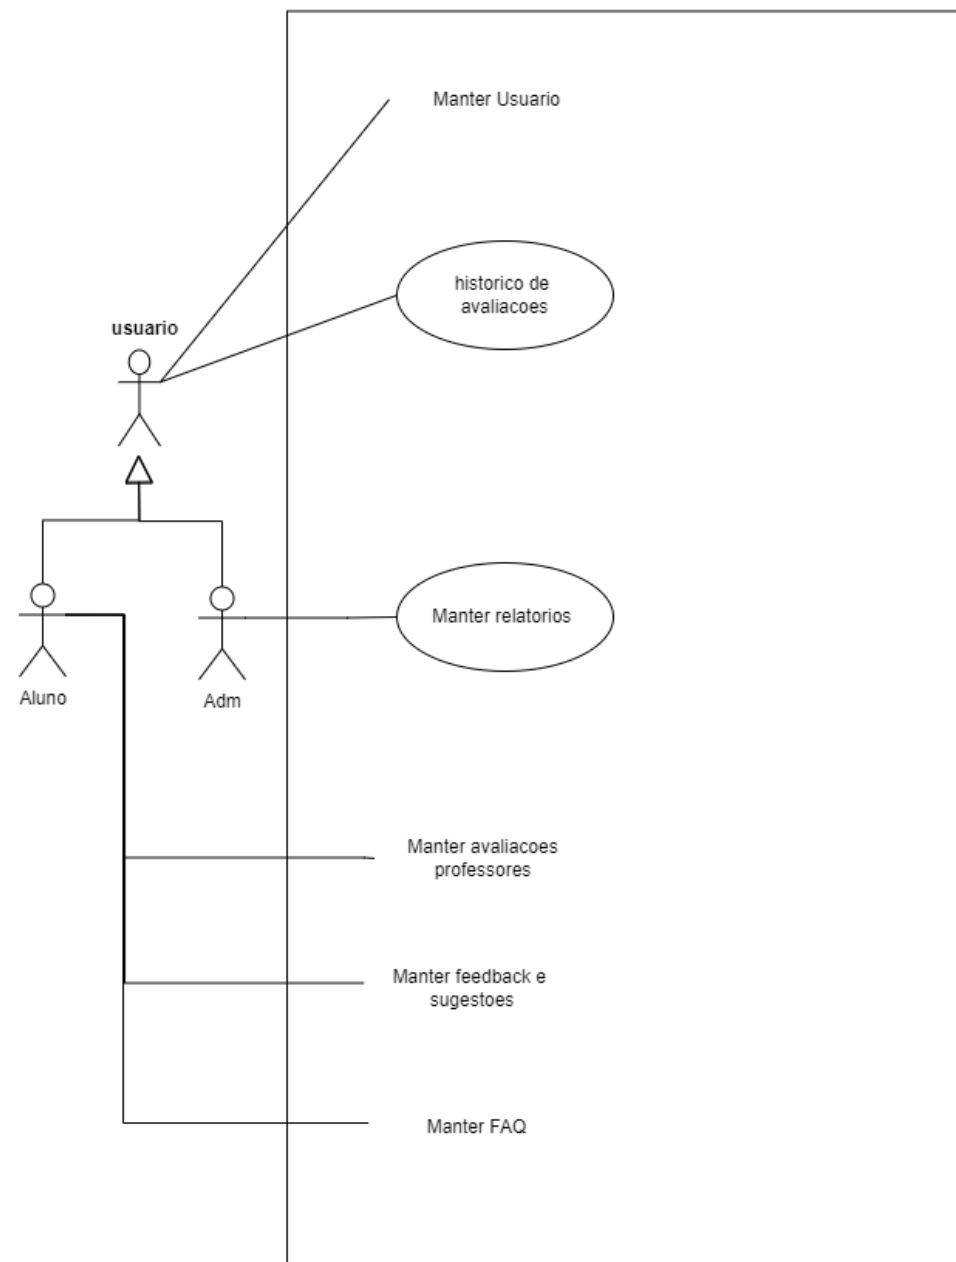 Manter Usuario
historico de
avaliacoes
usuario
Manter relatorios
Aluno
Adm
Manter avaliacoes
professores
Manter feedback e
sugestoes
Manter FAQ